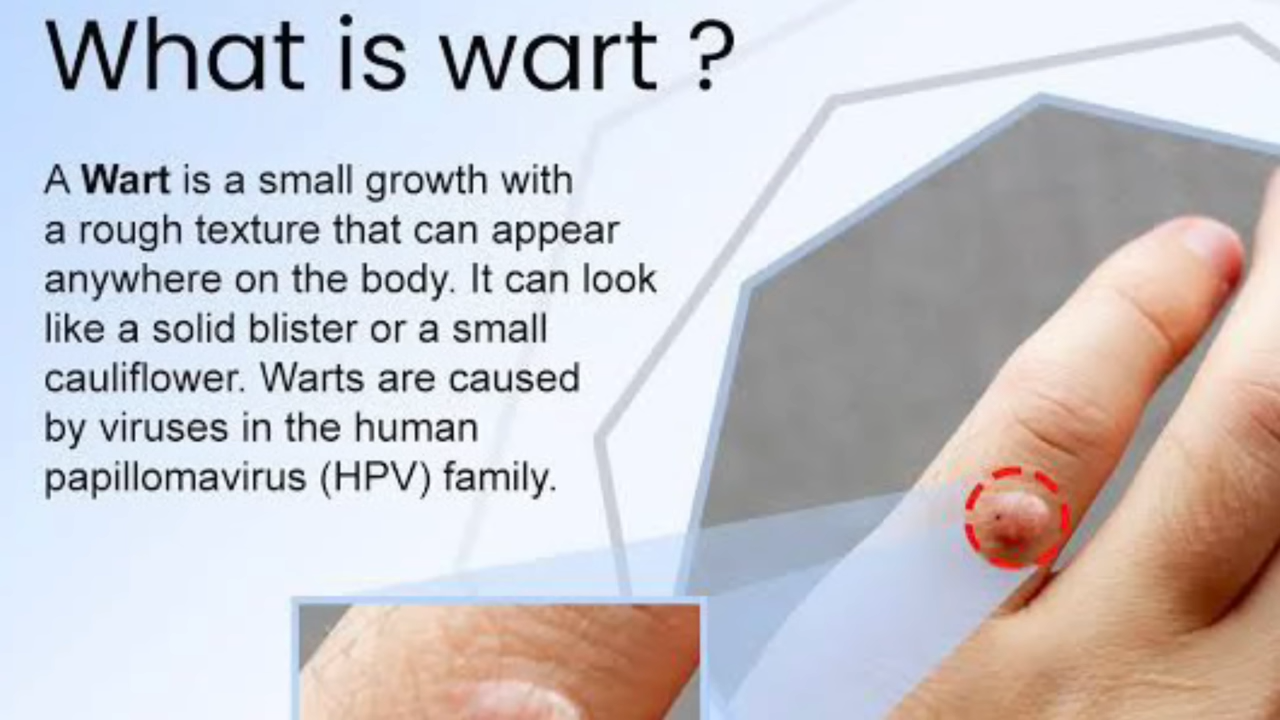 What is wart ?
A Wart is a small growth with
a rough texture that can appear
anywhere on the body. It can look
like a solid blister or a small
cauliflower. Warts are caused
by viruses in the human
papillomavirus (HPV) family.